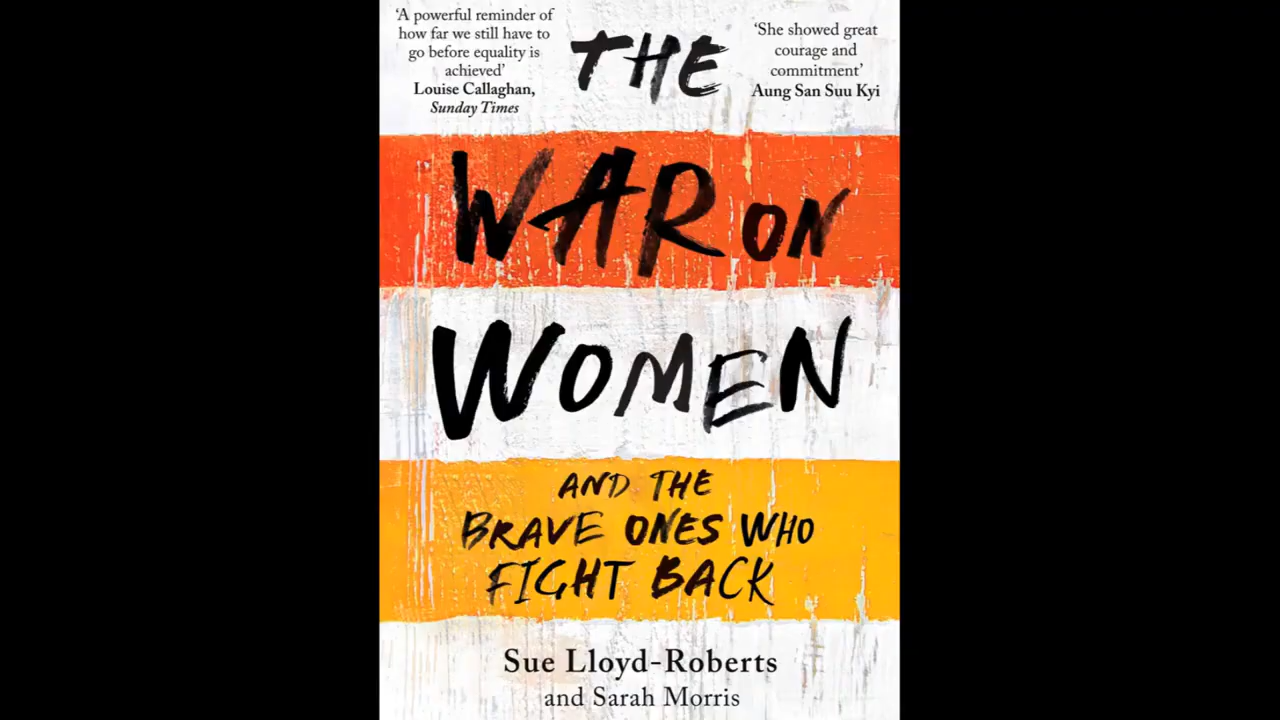 ‘A powerful reminder of
how far we still have to
go before equality is
achieved’
Louise Callaghan,
Sunday Times
‘She showed great
courage and
commitment’
Aung San Suu Kyi
THE
WAR ON
WOMEN
AND THE
BRAVE ONES WHO
FIGHT BACK
Sue Lloyd-Roberts
and Sarah Morris